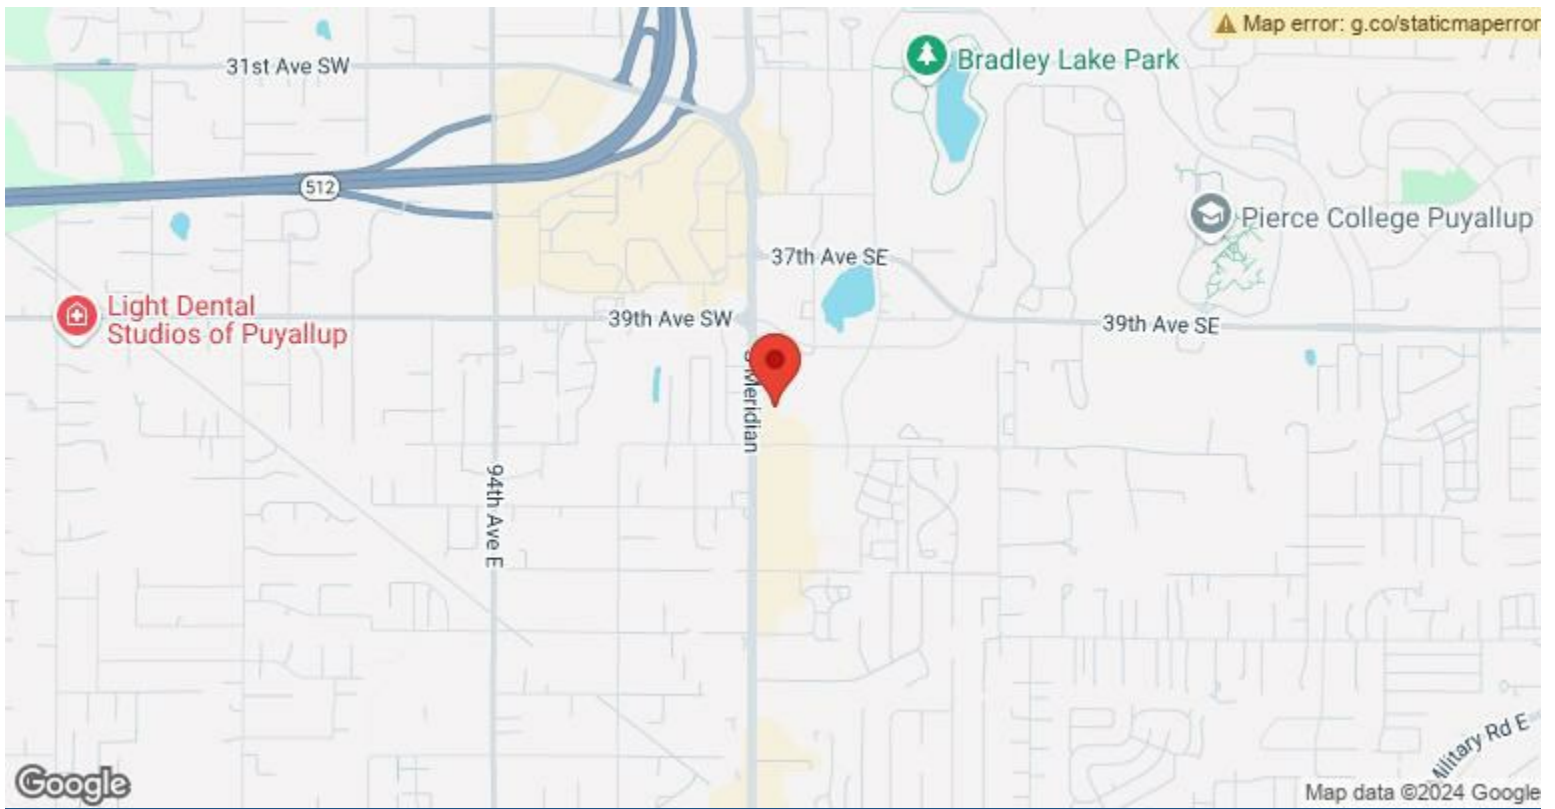 Map error: g.co/staticmaperror
31st Ave SW
Bradley Lake Park
512
Pierce College Puyallup
37th Ave SE
Light Dental
Studios of Puyallup
39th Ave SW
39th Ave SE
S Meridian
94th Ave E
Military Rd E
Google
Map data ©2024 Google